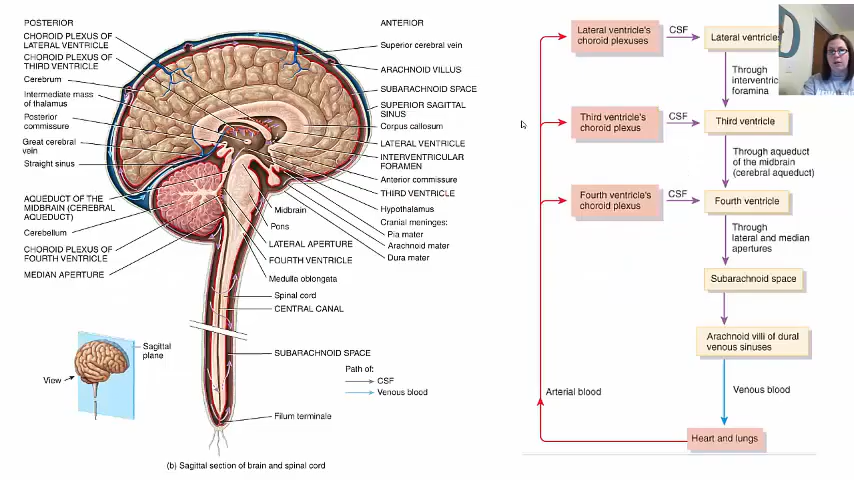 POSTERIOR
CHOROID PLEXUS OF
LATERAL VENTRICLE
CHOROID PLEXUS OF
THIRD VENTRICLE
Cerebrum
Intermediate mass
of thalamus
Posterior
commissure
Great cerebral
vein
Straight sinus
AQUEDUCT OF THE
MIDBRAIN (CEREBRAL
AQUEDUCT)
Cerebellum
CHOROID PLEXUS OF
FOURTH VENTRICLE
MEDIAN APERTURE
ANTERIOR
Superior cerebral vein
ARACHNOID VILLUS
SUBARACHNOID SPACE
SUPERIOR SAGITTAL
SINUS
Corpus callosum
LATERAL VENTRICLE
INTERVENTRICULAR
FORAMEN
Anterior commissure
THIRD VENTRICLE
Hypothalamus
Cranial meninges:
Pia mater
Arachnoid mater
Dura mater
Midbrain
Pons
LATERAL APERTURE
FOURTH VENTRICLE
Medulla oblongata
Spinal cord
CENTRAL CANAL
SUBARACHNOID SPACE
Path of:
CSF
Venous blood
Filum terminale
Sagittal
plane
View
(b) Sagittal section of brain and spinal cord
Lateral ventricle's
choroid plexuses
CSF
Lateral ventricles
Through
interventric
foramina
Third ventricle's
choroid plexus
CSF
Third ventricle
Through aqueduct
of the midbrain
(cerebral aqueduct)
Fourth ventricle's
choroid plexus
CSF
Fourth ventricle
Through
lateral and median
apertures
Subarachnoid space
Arachnoid villi of dural
venous sinuses
Arterial blood
Venous blood
Heart and lungs